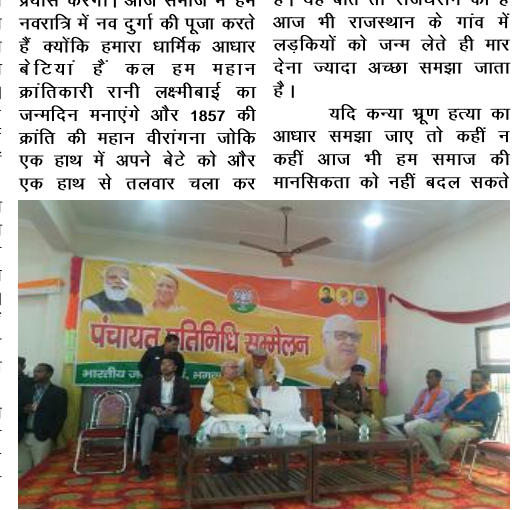 प्रयास करेगी। आज समाज में हम
नवरात्रि में नव दुर्गा की पूजा करते
हैं क्योंकि हमारा धार्मिक आधार
बेटियां हैं कल हम महान
क्रांतिकारी रानी लक्ष्मीबाई का
जन्मदिन मनाएंगे और 1857 की
क्रांति की महान वीरांगना जोकि
एक हाथ में अपने बेटे को और
एक हाथ से तलवार चला कर
आज भी राजस्थान के गांव में
लड़कियों को जन्म लेते ही मार
देना ज्यादा अच्छा समझा जाता
है।
यदि कन्या भ्रूण हत्या का
आधार समझा जाए तो कहीं न
कहीं आज भी हम समाज की
मानसिकता को नहीं बदल सकते
पंचायत प्रतिनिधि सम्मेलन
भारतीय